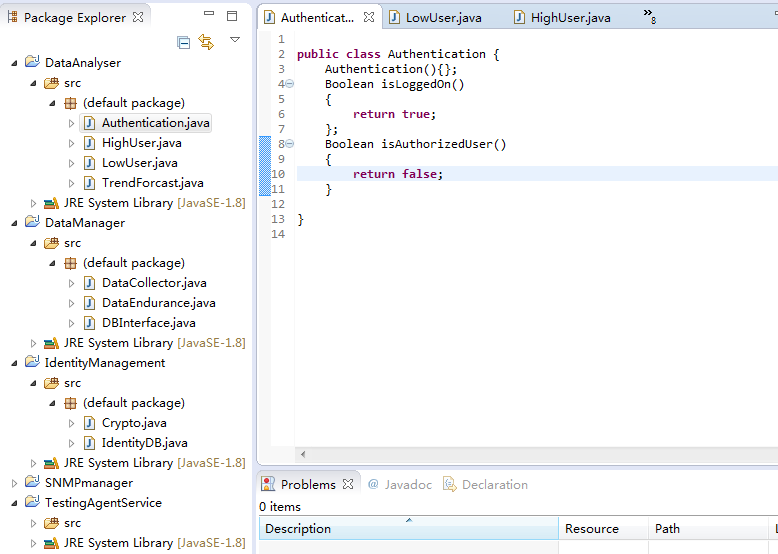 Package Explorer
DataAnalyser
src
(default package)
Authentication.java
HighUser.java
LowUser.java
TrendForcast.java
JRE System Library [JavaSE-1.8]
DataManager
src
(default package)
DataCollector.java
DataEndurance.java
DBInterface.java
JRE System Library [JavaSE-1.8]
IdentityManagement
src
(default package)
Crypto.java
IdentityDB.java
JRE System Library [JavaSE-1.8]
SNMPmanager
TestingAgentService
src
JRE System Library [JavaSE-1.8]
Authenticat... LowUser.java HighUser.java »8
1
2 public class Authentication {
3 Authentication(){};
4 Boolean isLoggedOn()
5 {
6 return true;
7 };
8 Boolean isAuthorizedUser()
9 {
10 return false;
11 }
12
13 }
14
Problems @ Javadoc Declaration
0 items
Description Resource Path L